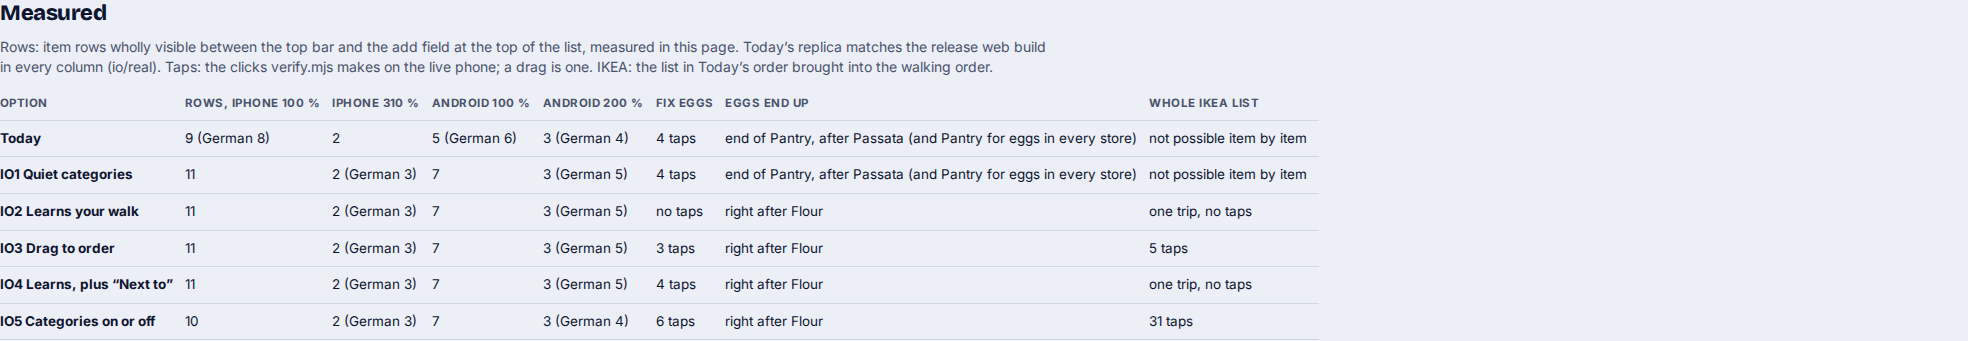 Measured
Rows: item rows wholly visible between the top bar and the add field at the top of the list, measured in this page. Today’s replica matches the release web build
in every column (io/real). Taps: the clicks verify.mjs makes on the live phone; a drag is one. IKEA: the list in Today’s order brought into the walking order.
OPTION ROWS, IPHONE 100 % IPHONE 310 % ANDROID 100 % ANDROID 200 % FIX EGGS EGGS END UP WHOLE IKEA LIST
Today 9 (German 8) 2 5 (German 6) 3 (German 4) 4 taps end of Pantry, after Passata (and Pantry for eggs in every store) not possible item by item
IO1 Quiet categories 11 2 (German 3) 7 3 (German 5) 4 taps end of Pantry, after Passata (and Pantry for eggs in every store) not possible item by item
IO2 Learns your walk 11 2 (German 3) 7 3 (German 5) no taps right after Flour one trip, no taps
IO3 Drag to order 11 2 (German 3) 7 3 (German 5) 3 taps right after Flour 5 taps
IO4 Learns, plus “Next to” 11 2 (German 3) 7 3 (German 5) 4 taps right after Flour one trip, no taps
IO5 Categories on or off 10 2 (German 3) 7 3 (German 4) 6 taps right after Flour 31 taps